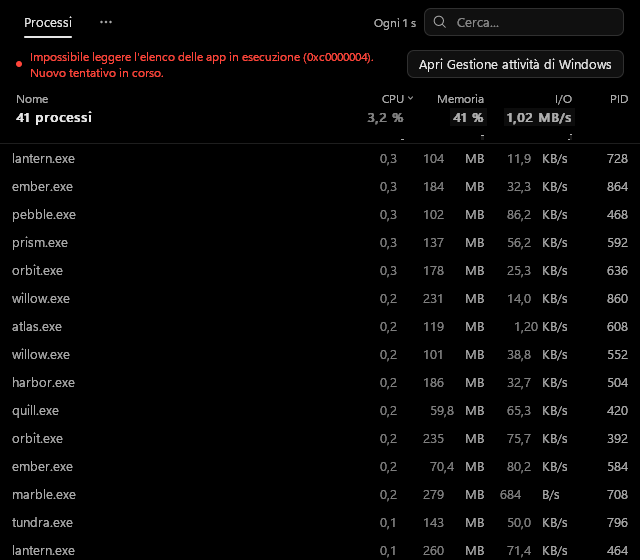 Processi ··· Ogni 1 s Cerca...
Impossibile leggere l'elenco delle app in esecuzione (0xc0000004).
Nuovo tentativo in corso.
Apri Gestione attività di Windows
Nome CPU Memoria I/O PID
41 processi 3,2 % 41 % 1,02 MB/s
lantern.exe 0,3 104 MB 11,9 KB/s 728
ember.exe 0,3 184 MB 32,3 KB/s 864
pebble.exe 0,3 102 MB 86,2 KB/s 468
prism.exe 0,3 137 MB 56,2 KB/s 592
orbit.exe 0,3 178 MB 25,3 KB/s 636
willow.exe 0,2 231 MB 14,0 KB/s 860
atlas.exe 0,2 119 MB 1,20 KB/s 608
willow.exe 0,2 101 MB 38,8 KB/s 552
harbor.exe 0,2 186 MB 32,7 KB/s 504
quill.exe 0,2 59,8 MB 65,3 KB/s 420
orbit.exe 0,2 235 MB 75,7 KB/s 392
ember.exe 0,2 70,4 MB 80,2 KB/s 584
marble.exe 0,2 279 MB 684 B/s 708
tundra.exe 0,1 143 MB 50,0 KB/s 796
lantern.exe 0,1 260 MB 71,4 KB/s 464